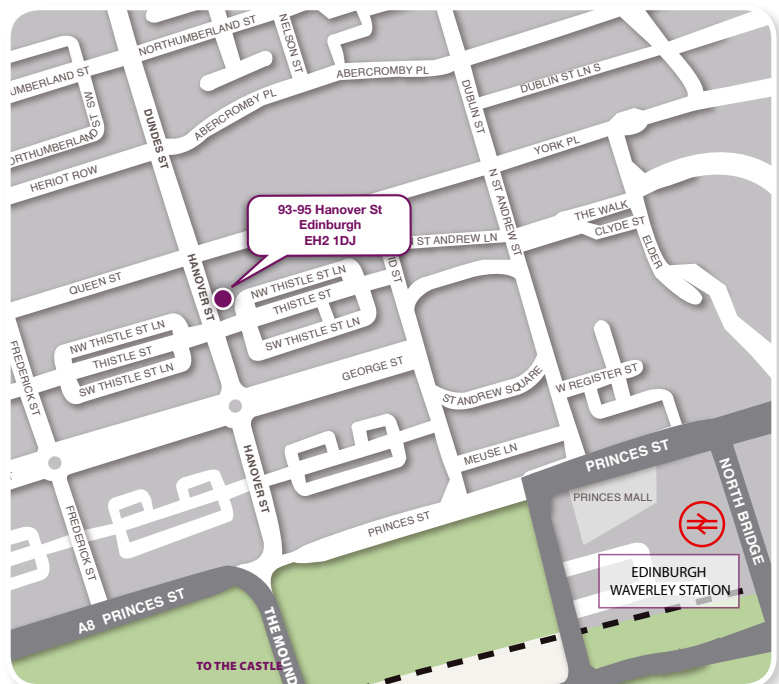 NORTHUMBERLAND ST
NELSON ST
UMBERLAND ST
ST SW
ORTHUMBERLAND
ABERCROMBY PL
ABERCROMBY PL
DUBLIN ST LN S
DUBLIN ST
DUNDES ST
HERIOT ROW
YORK PL
N ST ANDREW ST
THE WALK
CLYDE ST
ELDER
93-95 Hanover St
Edinburgh
EH2 1DJ
ST ANDREW LN
ID ST
QUEEN ST
HANOVER ST
NW THISTLE ST LN
THISTLE ST
SW THISTLE ST LN
NW THISTLE ST LN
THISTLE ST
SW THISTLE ST LN
FREDERICK ST
GEORGE ST
ST ANDREW SQUARE
W REGISTER ST
MEUSE LN
HANOVER ST
FREDERICK ST
PRINCES ST
PRINCES ST
PRINCES MALL
NORTH BRIDGE
EDINBURGH
WAVERLEY STATION
A8 PRINCES ST
THE MOUND
TO THE CASTLE